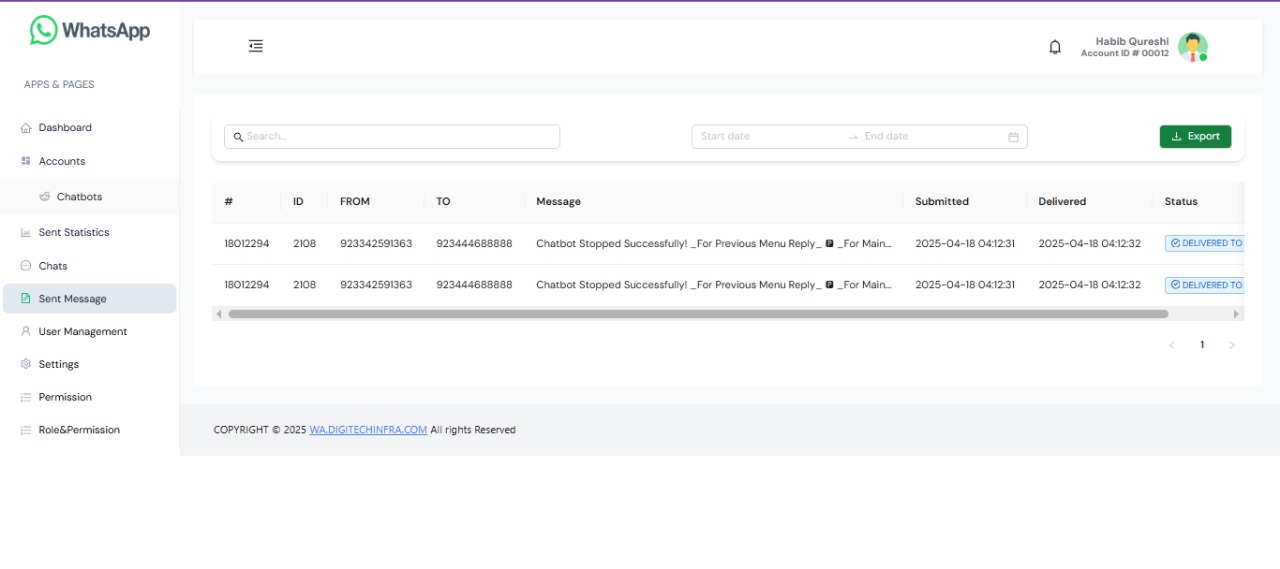 WhatsApp
Habib Qureshi
Account ID # 00012
APPS & PAGES
Dashboard
Accounts
Chatbots
Sent Statistics
Chats
Sent Message
User Management
Settings
Permission
Role&Permission
Search...
Start date
End date
Export
# ID FROM TO Message Submitted Delivered Status
18012294 2108 923342591363 923444688888 Chatbot Stopped Successfully! _For Previous Menu Reply_ 🅿 _For Main... 2025-04-18 04:12:31 2025-04-18 04:12:32 DELIVERED TO
18012294 2108 923342591363 923444688888 Chatbot Stopped Successfully! _For Previous Menu Reply_ 🅿 _For Main... 2025-04-18 04:12:31 2025-04-18 04:12:32 DELIVERED TO
1
COPYRIGHT © 2025 WA.DIGITECHINFRA.COM All rights Reserved